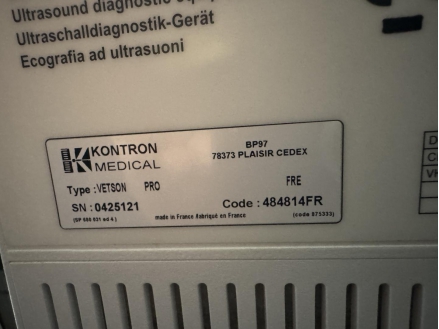 Ultrasound diagnostic
Ultraschalldiagnostik-Gerät
Ecografia ad ultrasuoni
KONTRON
MEDICAL
BP97
78373 PLAISIR CEDEX
Type : VETSON PRO FRE
SN : 0425121 Code : 484814FR
made in France Fabriqué en France